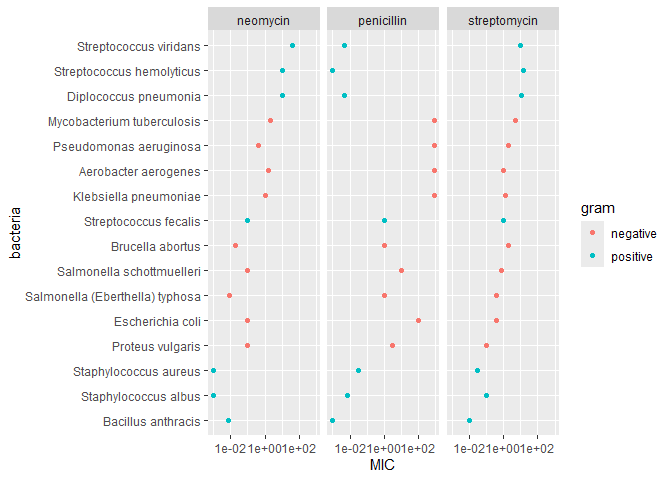 neomycin
penicillin
streptomycin
Streptococcus viridans
Streptococcus hemolyticus
Diplococcus pneumonia
Mycobacterium tuberculosis
Pseudomonas aeruginosa
Aerobacter aerogenes
Klebsiella pneumoniae
Streptococcus fecalis
Brucella abortus
Salmonella schottmuelleri
Salmonella (Eberthella) typhosa
Escherichia coli
Proteus vulgaris
Staphylococcus aureus
Staphylococcus albus
Bacillus anthracis
bacteria
1e-021e+001e+02
1e-021e+001e+02
1e-021e+001e+02
MIC
gram
negative
positive